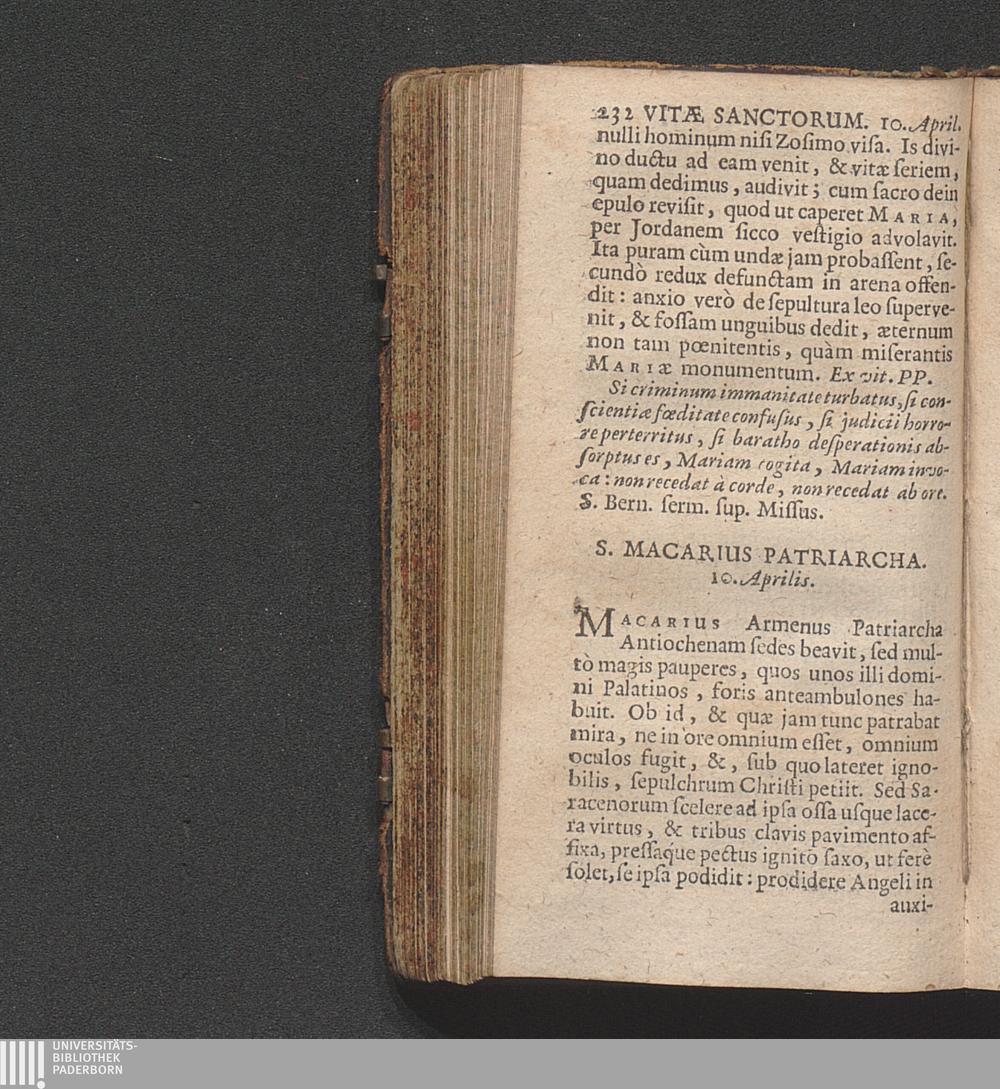 232 VITÆ SANCTORUM. 10. April.
nulli hominum nisi Zosimo visa. Is divi-
no ductu ad eam venit, & vitæ seriem,
quam dedimus, audivit; cum sacro dein
epulo revisit, quod ut caperet MARIA,
per Jordanem sicco vestigio advolavit.
Ita puram cùm undæ jam probassent, se-
cundò redux defunctam in arena offen-
dit: anxio verò de sepultura leo superve-
nit, & fossam unguibus dedit, æternum
non tam pœnitentis, quàm miserantis
MARIÆ monumentum. Ex vit. PP.
Si criminum immanitate turbatus, si con-
scientiæ fœditate confusus, si judicii horro-
re perterritus, si baratho desperationis ab-
sorptus es, Mariam cogita, Mariam invo-
ca: non recedat à corde, non recedat ab ore.
S. Bern. serm. sup. Missus.
S. MACARIUS PATRIARCHA.
10. Aprilis.
MACARIUS Armenus Patriarcha
Antiochenam sedes beavit, sed mul-
tò magis pauperes, quos unos illi domi-
ni Palatinos, foris anteambulones ha-
buit. Ob id, & quæ jam tunc patrabat
mira, ne in ore omnium esset, omnium
oculos fugit, &, sub quo lateret igno-
bilis, sepulchrum Christi petiit. Sed Sa-
racenorum scelere ad ipsa ossa usque lace-
ra virtus, & tribus clavis pavimento af-
fixa, pressaque pectus ignito saxo, ut ferè
solet, se ipsa podidit: prodidere Angeli in
auxi-
UNIVERSITÄTS-
BIBLIOTHEK
PADERBORN